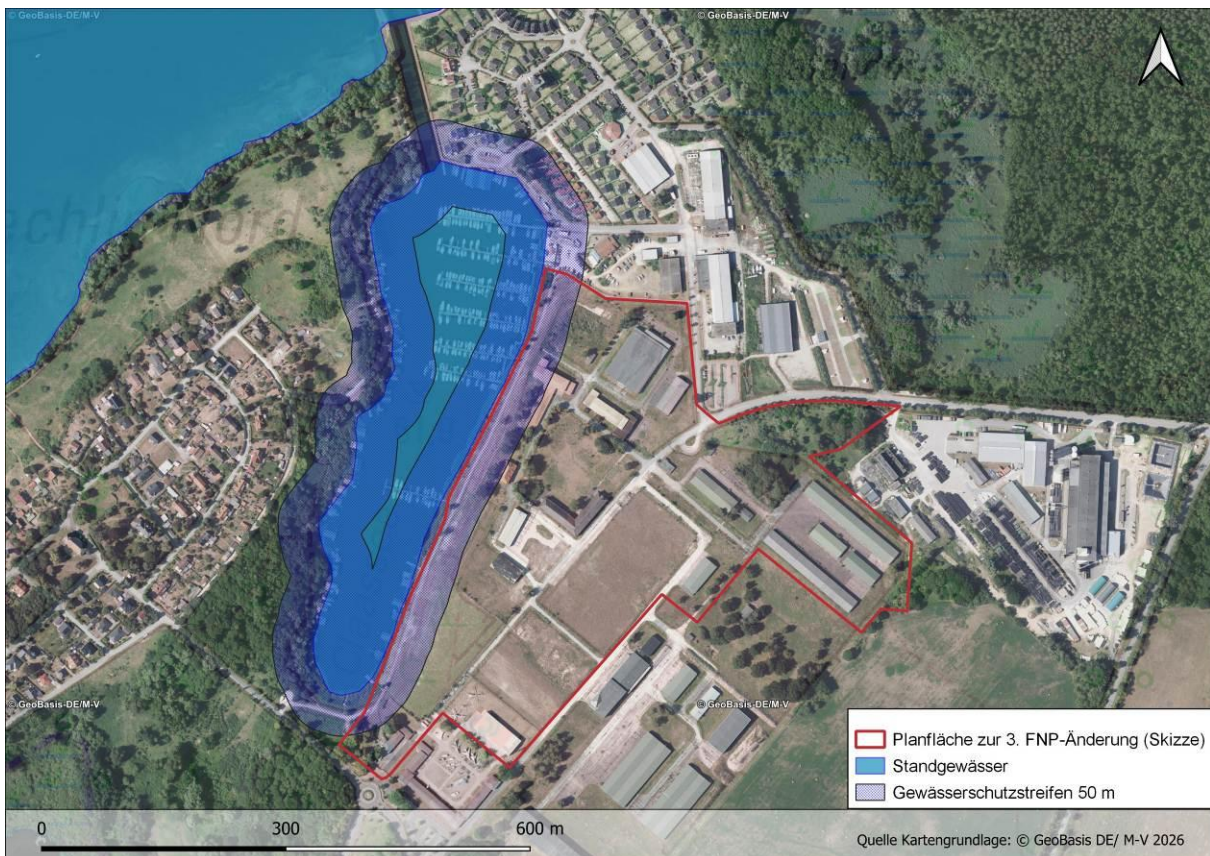 © GeoBasis-DE/M-V
© GeoBasis-DE/M-V
© GeoBasis-DE/M-V
© GeoBasis-DE/M-V
Planfläche zur 3. FNP-Änderung (Skizze)
Standgewässer
Gewässerschutzstreifen 50 m
0 300 600 m
Quelle Kartengrundlage: © GeoBasis DE/ M-V 2026